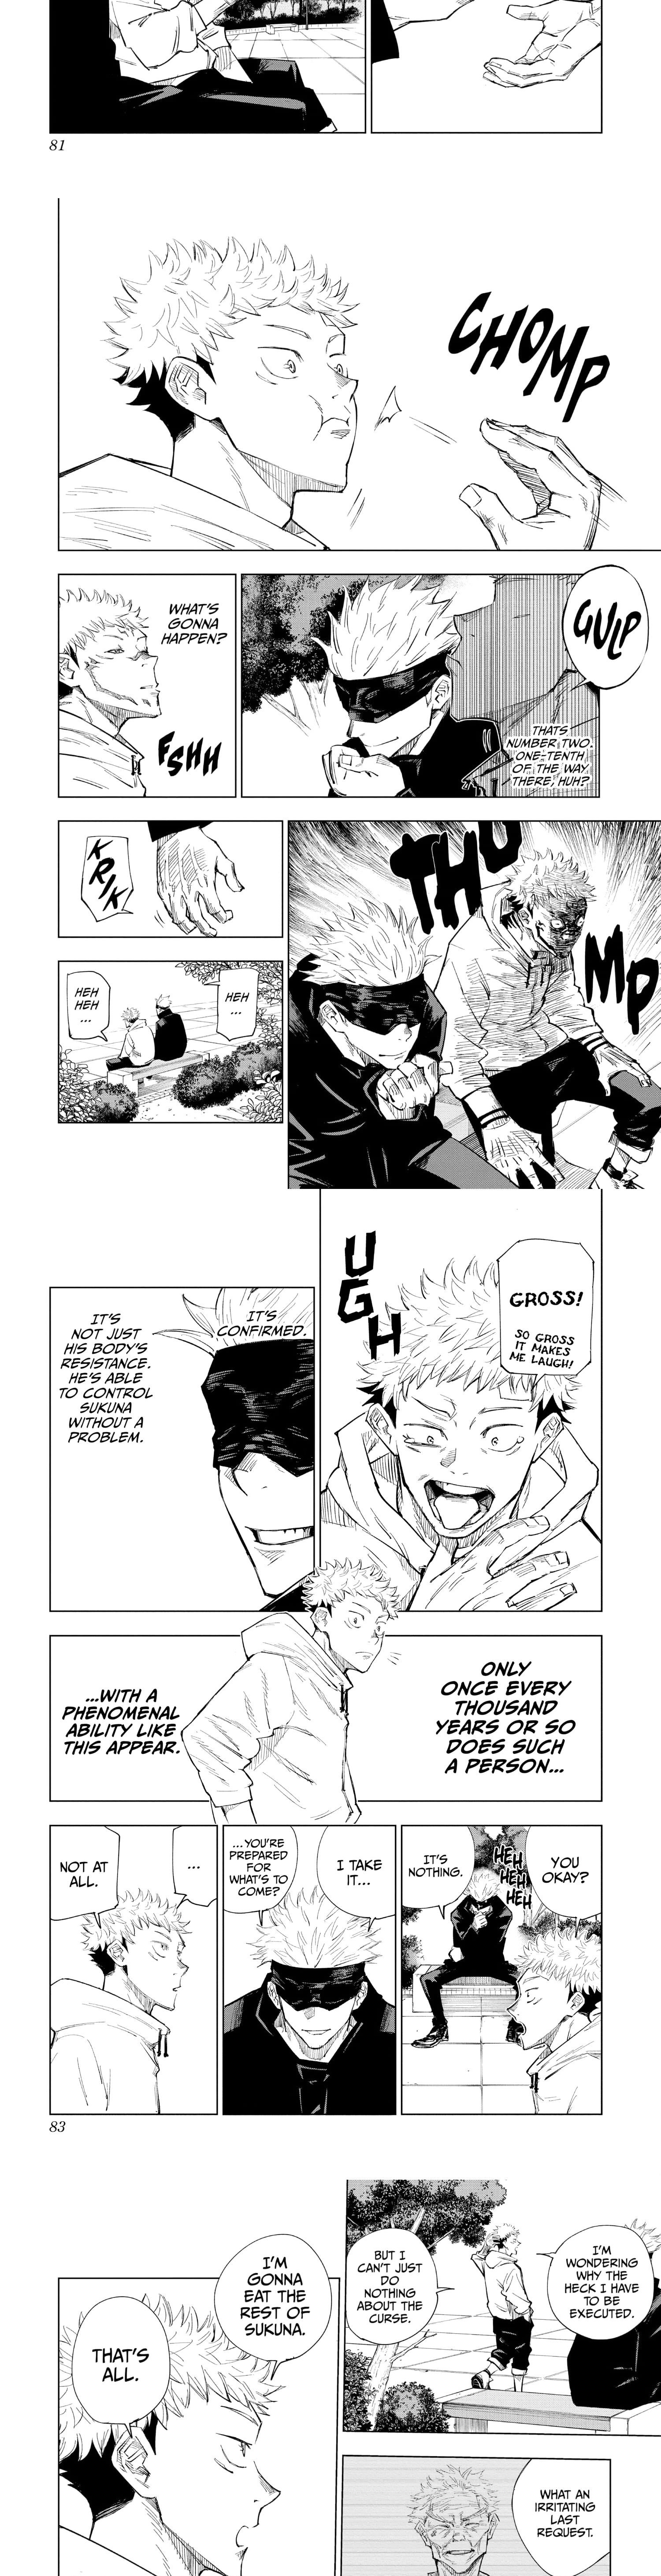 81
CHOMP
GULP
THATS
NUMBER TWO.
ONE-TENTH
OF THE WAY
THERE, HUH?
WHAT'S
GONNA
HAPPEN?
FSHH
THU
MP
KRIK
HEH
...
HEH
HEH
...
UGH
GROSS!
SO GROSS
IT MAKES
ME LAUGH!
IT'S
CONFIRMED.
IT'S
NOT JUST
HIS BODY'S
RESISTANCE.
HE'S ABLE
TO CONTROL
SUKUNA
WITHOUT A
PROBLEM.
ONLY
ONCE EVERY
THOUSAND
YEARS OR SO
DOES SUCH
A PERSON...
...WITH A
PHENOMENAL
ABILITY LIKE
THIS APPEAR.
YOU
OKAY?
HEH
HEH
HEH
IT'S
NOTHING.
I TAKE
IT...
...YOU'RE
PREPARED
FOR
WHAT'S TO
COME?
...
NOT AT
ALL.
83
I'M
WONDERING
WHY THE
HECK I HAVE
TO BE
EXECUTED.
BUT I
CAN'T JUST
DO
NOTHING
ABOUT THE
CURSE.
I'M
GONNA
EAT THE
REST OF
SUKUNA.
THAT'S
ALL.
WHAT AN
IRRITATING
LAST
REQUEST.